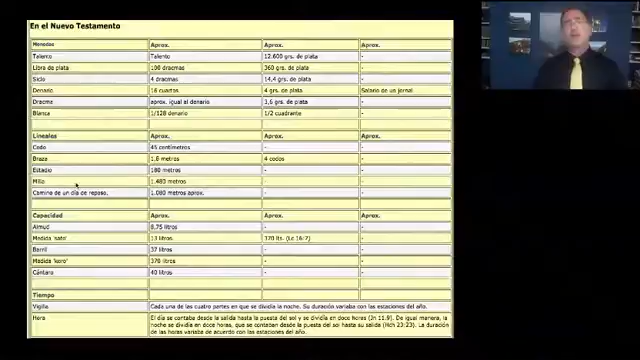 En el Nuevo Testamento
Monedas Aprox. Aprox. Aprox.
Talento Talento 12.600 grs. de plata -
Libra de plata 100 dracmas 360 grs. de plata -
Siclo 4 dracmas 14,4 grs. de plata -
Denario 16 cuartos 4 grs. de plata Salario de un jornal
Dracma aprox. igual al denario 3,6 grs. de plata -
Blanca 1/128 denario 1/2 cuadrante -
Lineales Aprox. Aprox. Aprox.
Codo 45 centímetros - -
Braza 1,8 metros 4 codos -
Estadio 180 metros - -
Milla 1.480 metros -
Camino de un día de reposo. 1.080 metros aprox. - -
Capacidad Aprox. Aprox. Aprox.
Almud 8,75 litros - -
Medida 'sato' 13 litros 370 lts. (Lc 16:7) -
Barril 37 litros - -
Medida 'koro' 370 litros - -
Cántara 40 litros - -
Tiempo - - -
Vigilia Cada una de las cuatro partes en que se dividía la noche. Su duración variaba con las estaciones del año.
Hora El día se contaba desde la salida hasta la puesta del sol y se dividía en doce horas (Jn 11.9). De igual manera, la
noche se dividía en doce horas, que se contaban desde la puesta del sol hasta su salida (Hch 23:23). La duración
de las horas variaba de acuerdo con las estaciones del año.